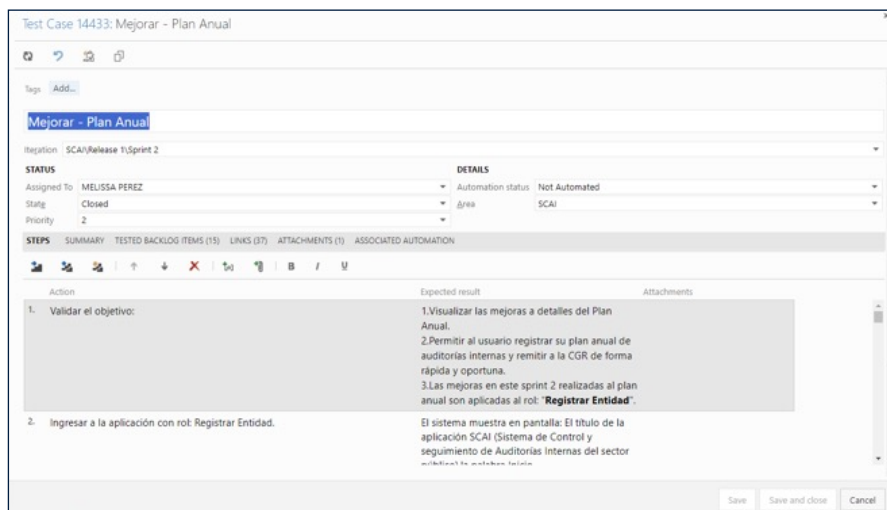 Test Case 14433: Mejorar - Plan Anual
Tags Add...
Mejorar - Plan Anual
Iteration SCAI\Release 1\Sprint 2
STATUS DETAILS
Assigned To MELISSA PEREZ Automation status Not Automated
State Closed Area SCAI
Priority 2
STEPS SUMMARY TESTED BACKLOG ITEMS (15) LINKS (37) ATTACHMENTS (1) ASSOCIATED AUTOMATION
B I U
Action Expected result Attachments
1. Validar el objetivo: 1.Visualizar las mejoras a detalles del Plan
Anual.
2.Permitir al usuario registrar su plan anual de
auditorías internas y remitir a la CGR de forma
rápida y oportuna.
3.Las mejoras en este sprint 2 realizadas al plan
anual son aplicadas al rol: "Registrar Entidad".
2. Ingresar a la aplicación con rol: Registrar Entidad. El sistema muestra en pantalla: El título de la
aplicación SCAI (Sistema de Control y
seguimiento de Auditorías Internas del sector
público) la palabra Inicio
Save Save and close Cancel